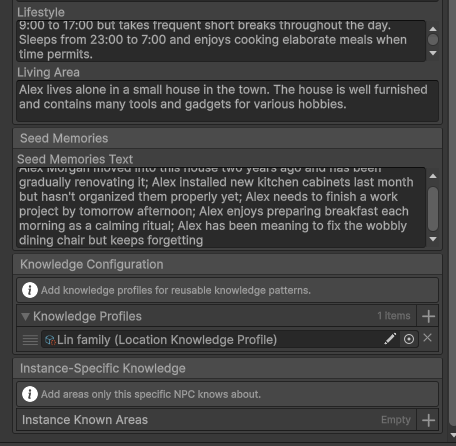 Lifestyle
9:00 to 17:00 but takes frequent short breaks throughout the day.
Sleeps from 23:00 to 7:00 and enjoys cooking elaborate meals when
time permits.
Living Area
Alex lives alone in a small house in the town. The house is well furnished
and contains many tools and gadgets for various hobbies.
Seed Memories
Seed Memories Text
Alex Morgan moved into this house two years ago and has been
gradually renovating it; Alex installed new kitchen cabinets last month
but hasn't organized them properly yet; Alex needs to finish a work
project by tomorrow afternoon; Alex enjoys preparing breakfast each
morning as a calming ritual; Alex has been meaning to fix the wobbly
dining chair but keeps forgetting
Knowledge Configuration
Add knowledge profiles for reusable knowledge patterns.
Knowledge Profiles 1 Items
Lin family (Location Knowledge Profile)
Instance-Specific Knowledge
Add areas only this specific NPC knows about.
Instance Known Areas Empty